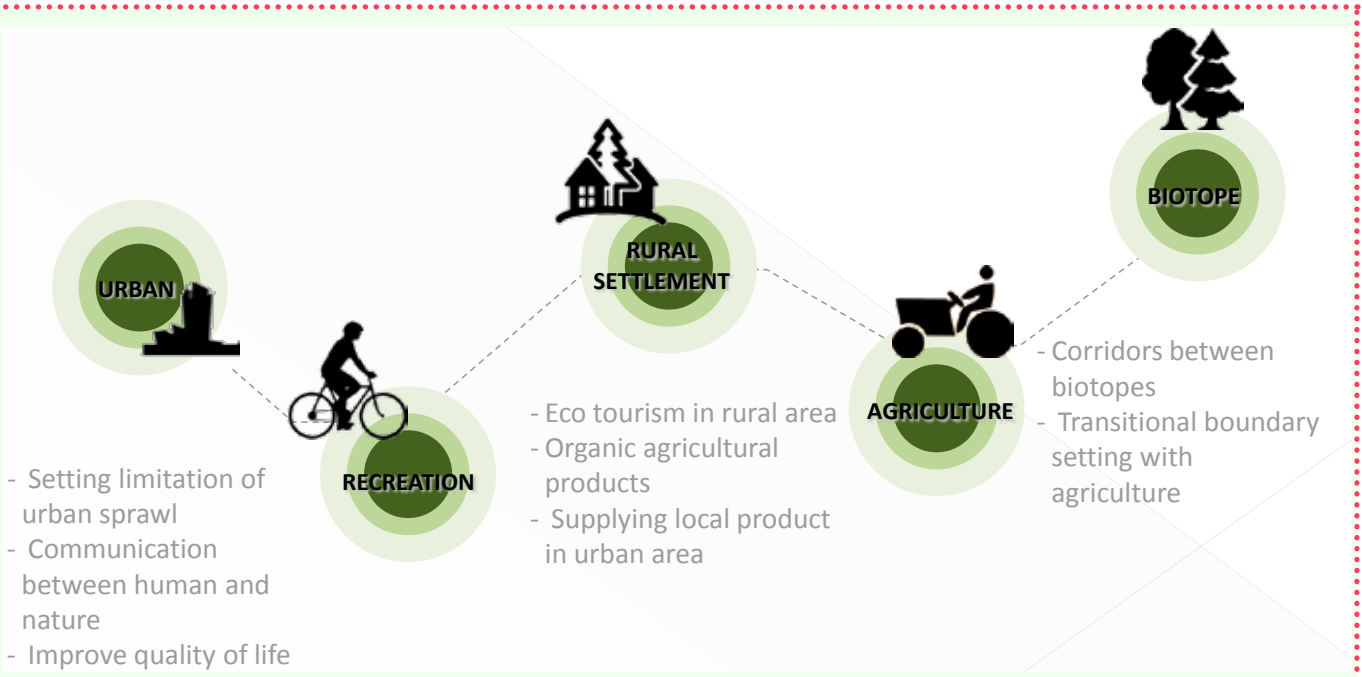 URBAN
- Setting limitation of
urban sprawl
- Communication
between human and
nature
- Improve quality of life
RECREATION
RURAL
SETTLEMENT
- Eco tourism in rural area
- Organic agricultural
products
- Supplying local product
in urban area
AGRICULTURE
BIOTOPE
- Corridors between
biotopes
- Transitional boundary
setting with
agriculture